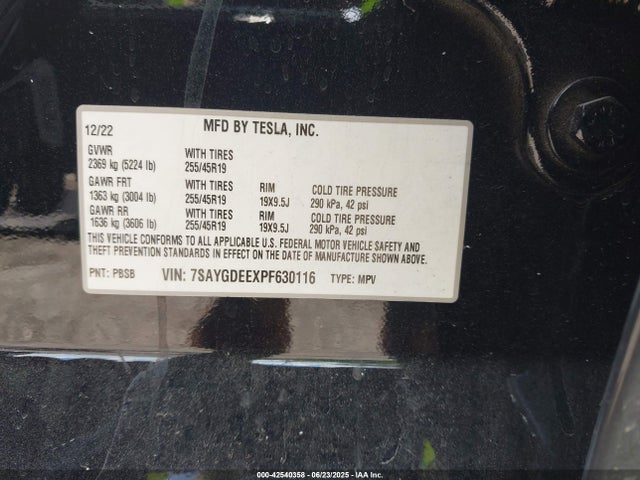 12/22 MFD BY TESLA, INC.
GVWR WITH TIRES
2369 kg (5224 lb) 255/45R19
GAWR FRT WITH TIRES RIM COLD TIRE PRESSURE
1363 kg (3004 lb) 255/45R19 19X9.5J 290 kPa, 42 psi
GAWR RR WITH TIRES RIM COLD TIRE PRESSURE
1636 kg (3606 lb) 255/45R19 19X9.5J 290 kPa, 42 psi
THIS VEHICLE CONFORMS TO ALL APPLICABLE U.S. FEDERAL MOTOR VEHICLE SAFETY AND
THEFT PREVENTION STANDARDS IN EFFECT ON THE DATE OF MANUFACTURE SHOWN ABOVE.
PNT: PBSB VIN: 7SAYGDEEXPF630116 TYPE: MPV
000-42540358 - 06/23/2025 - IAA Inc.